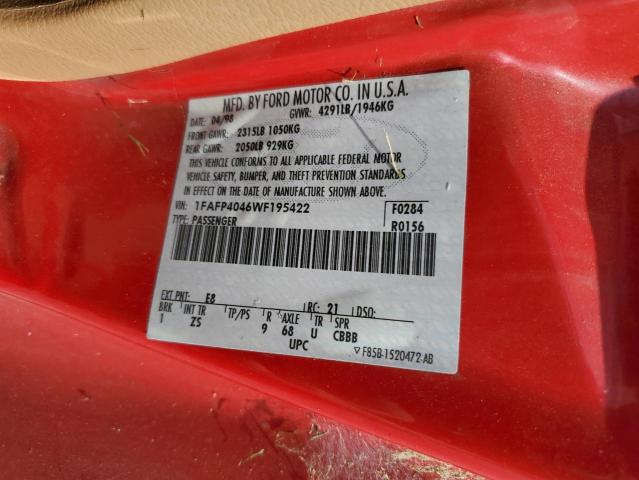 MFD. BY FORD MOTOR CO. IN U.S.A.
DATE: 04/98 GVWR: 4291LB/1946KG
FRONT GAWR: 2315LB 1050KG
REAR GAWR: 2050LB 929KG
THIS VEHICLE CONFORMS TO ALL APPLICABLE FEDERAL MOTOR
VEHICLE SAFETY, BUMPER, AND THEFT PREVENTION STANDARDS
IN EFFECT ON THE DATE OF MANUFACTURE SHOWN ABOVE.
VIN: 1FAFP4046WF195422 F0284
TYPE: PASSENGER R0156
EXT PNT: E8 RC: 21 DSO:
BRK INT TR TP/PS R AXLE TR SPR
1 ZS 9 68 U CBBB
UPC F85B-1520472-AB